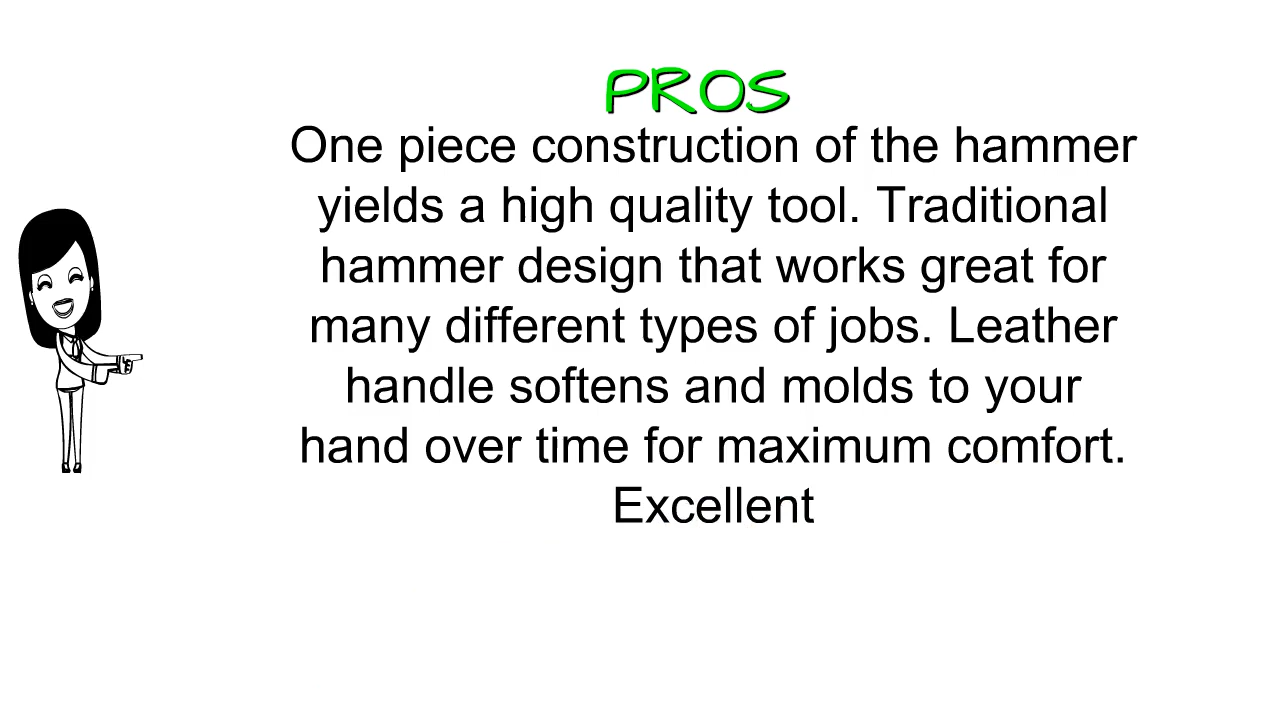 PROS
One piece construction of the hammer
yields a high quality tool. Traditional
hammer design that works great for
many different types of jobs. Leather
handle softens and molds to your
hand over time for maximum comfort.
Excellent